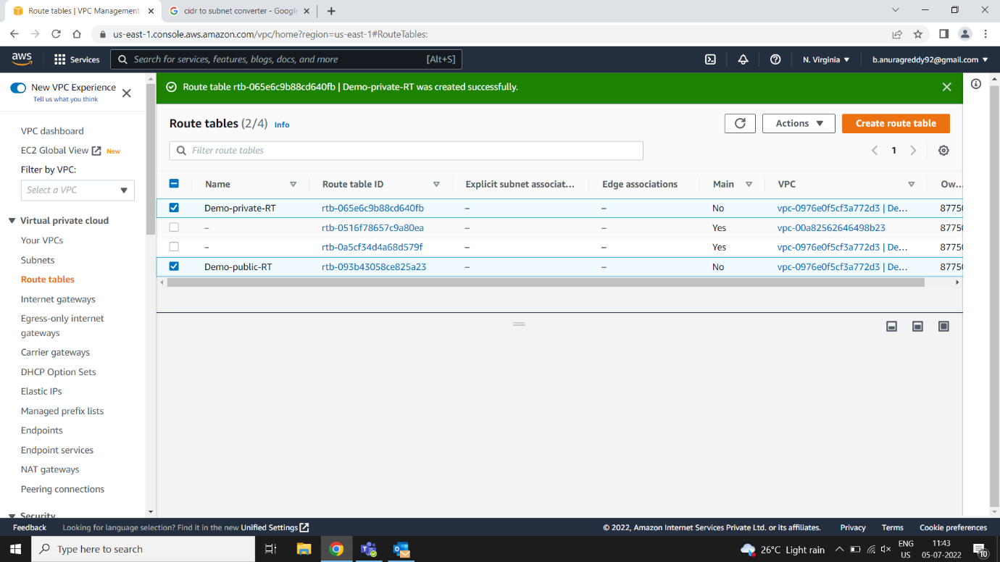 Route tables | VPC Management
cidr to subnet converter - Google
us-east-1.console.aws.amazon.com/vpc/home?region=us-east-1#RouteTables:
aws
Services
Search for services, features, blogs, docs, and more
[Alt+S]
N. Virginia
b.anuragreddy92@gmail.com
New VPC Experience
Tell us what you think
Route table rtb-065e6c9b88cd640fb | Demo-private-RT was created successfully.
VPC dashboard
EC2 Global View New
Filter by VPC:
Select a VPC
Virtual private cloud
Your VPCs
Subnets
Route tables
Internet gateways
Egress-only internet
gateways
Carrier gateways
DHCP Option Sets
Elastic IPs
Managed prefix lists
Endpoints
Endpoint services
NAT gateways
Peering connections
Security
Route tables (2/4) Info
Actions
Create route table
Filter route tables
1
Name Route table ID Explicit subnet associat... Edge associations Main VPC Ow...
Demo-private-RT rtb-065e6c9b88cd640fb – – No vpc-0976e0f5cf3a772d3 | De... 8775
– rtb-0516f78657c9a80ea – – Yes vpc-00a82562646498b23 8775
– rtb-0a5cf34d4a68d579f – – Yes vpc-0976e0f5cf3a772d3 | De... 8775
Demo-public-RT rtb-093b43058ce825a23 – – No vpc-0976e0f5cf3a772d3 | De... 8775
Feedback Looking for language selection? Find it in the new Unified Settings © 2022, Amazon Internet Services Private Ltd. or its affiliates. Privacy Terms Cookie preferences
Type here to search
26°C Light rain
ENG
US
11:43
05-07-2022
10